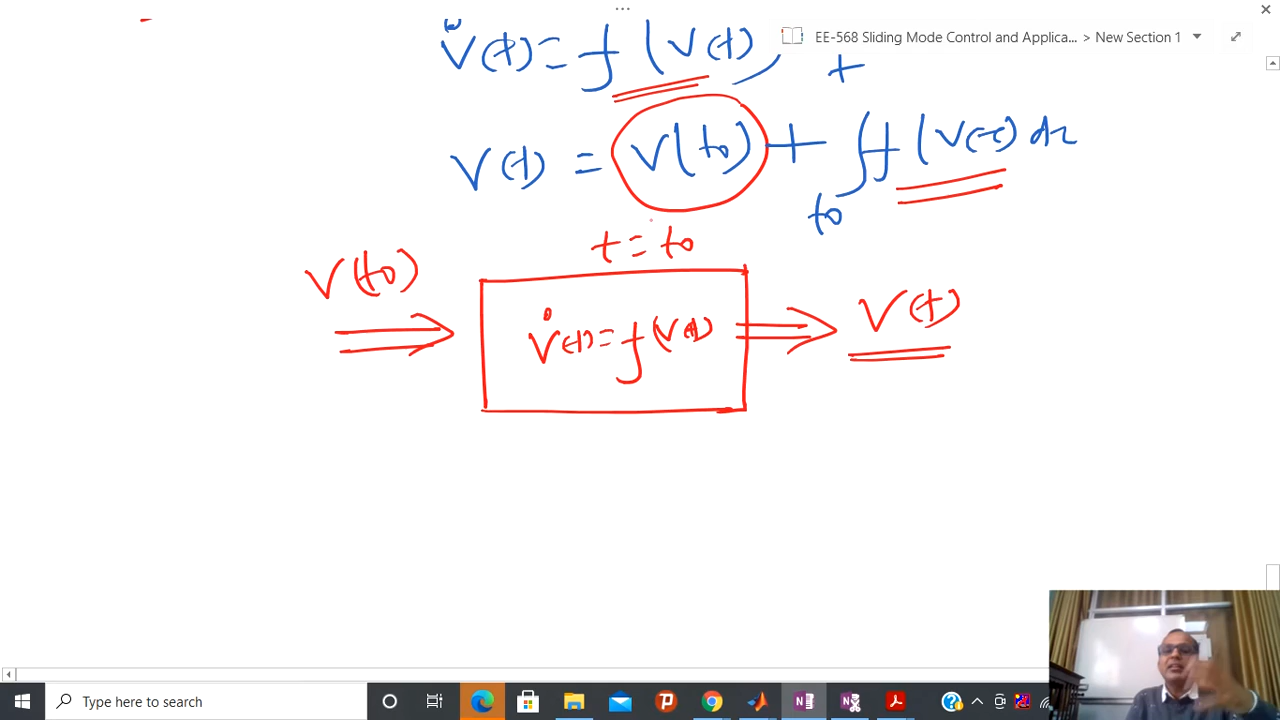 EE-568 Sliding Mode Control and Applica... > New Section 1
V̇(t) = f(V(t),
t
V(t) = V(t0) + ∫ f(V(τ) dτ
t0
t = t0
V(t0)
V̇(t) = f(V(t)
V(t)
Type here to search